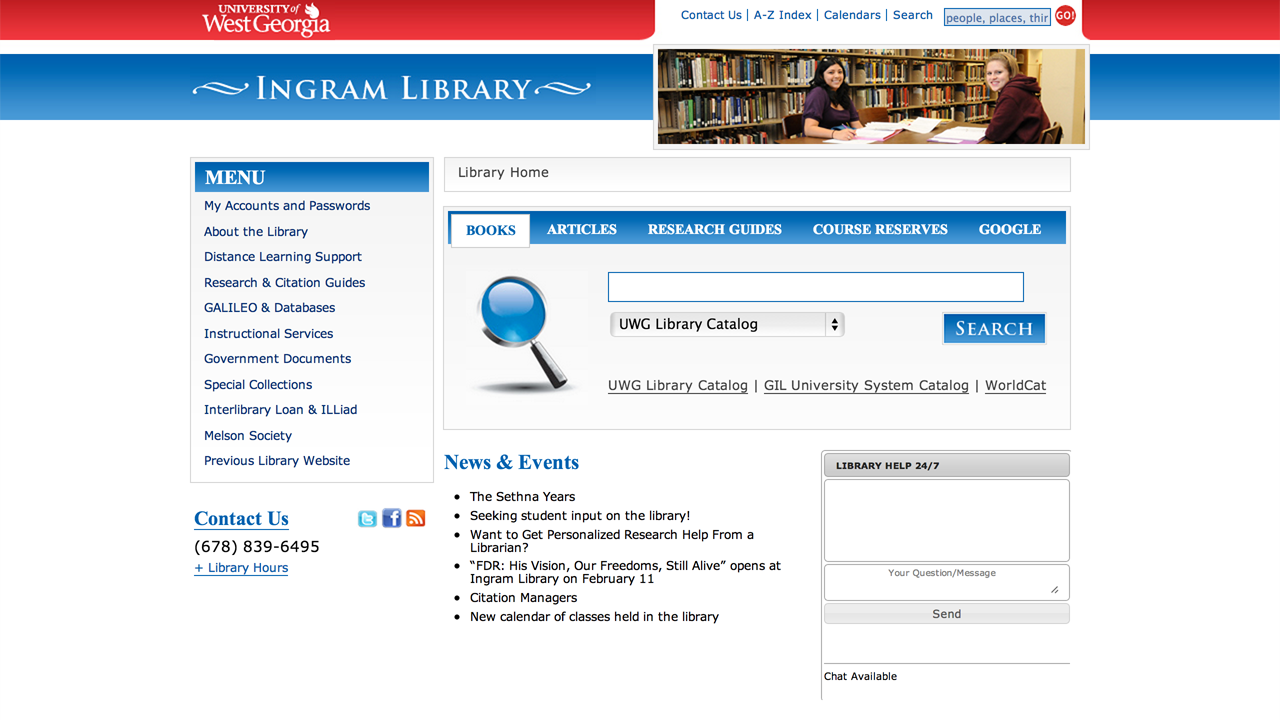 UNIVERSITY of
West Georgia
Contact Us | A-Z Index | Calendars | Search
people, places, thir
GO!
INGRAM LIBRARY
MENU
My Accounts and Passwords
About the Library
Distance Learning Support
Research & Citation Guides
GALILEO & Databases
Instructional Services
Government Documents
Special Collections
Interlibrary Loan & ILLiad
Melson Society
Previous Library Website
Contact Us
(678) 839-6495
+ Library Hours
Library Home
BOOKS ARTICLES RESEARCH GUIDES COURSE RESERVES GOOGLE
UWG Library Catalog
SEARCH
UWG Library Catalog | GIL University System Catalog | WorldCat
News & Events
The Sethna Years
Seeking student input on the library!
Want to Get Personalized Research Help From a
Librarian?
“FDR: His Vision, Our Freedoms, Still Alive” opens at
Ingram Library on February 11
Citation Managers
New calendar of classes held in the library
LIBRARY HELP 24/7
Your Question/Message
Send
Chat Available